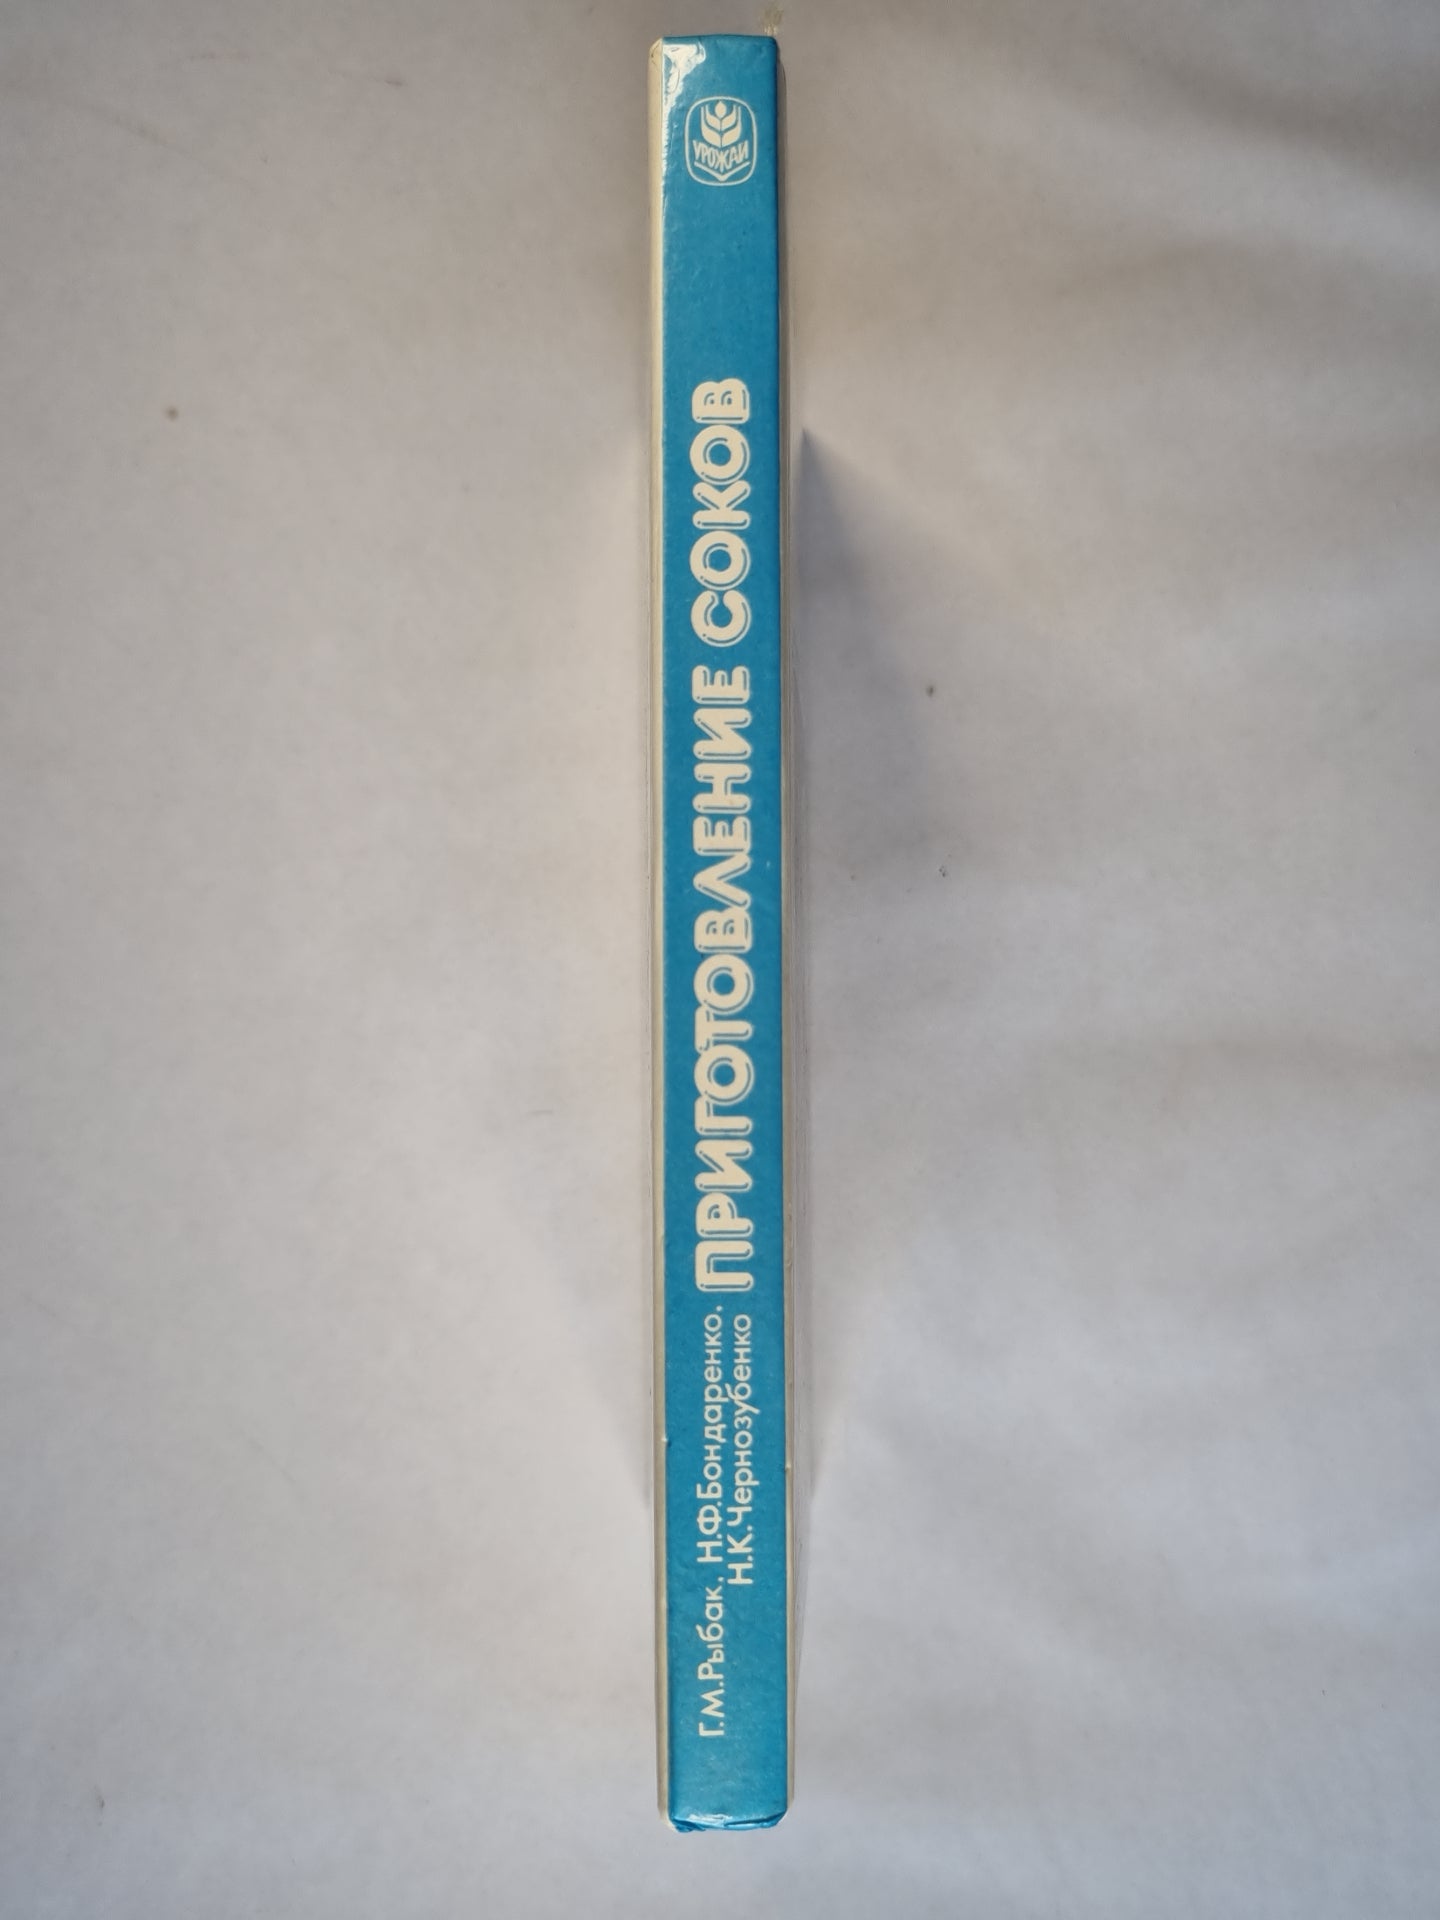 Г.М.Рыбак, Н.Ф.Бондаренко,
Н.К.Чернозубенко
ПРИГОТОВЛЕНИЕ СОКОВ
УРОЖАЙ